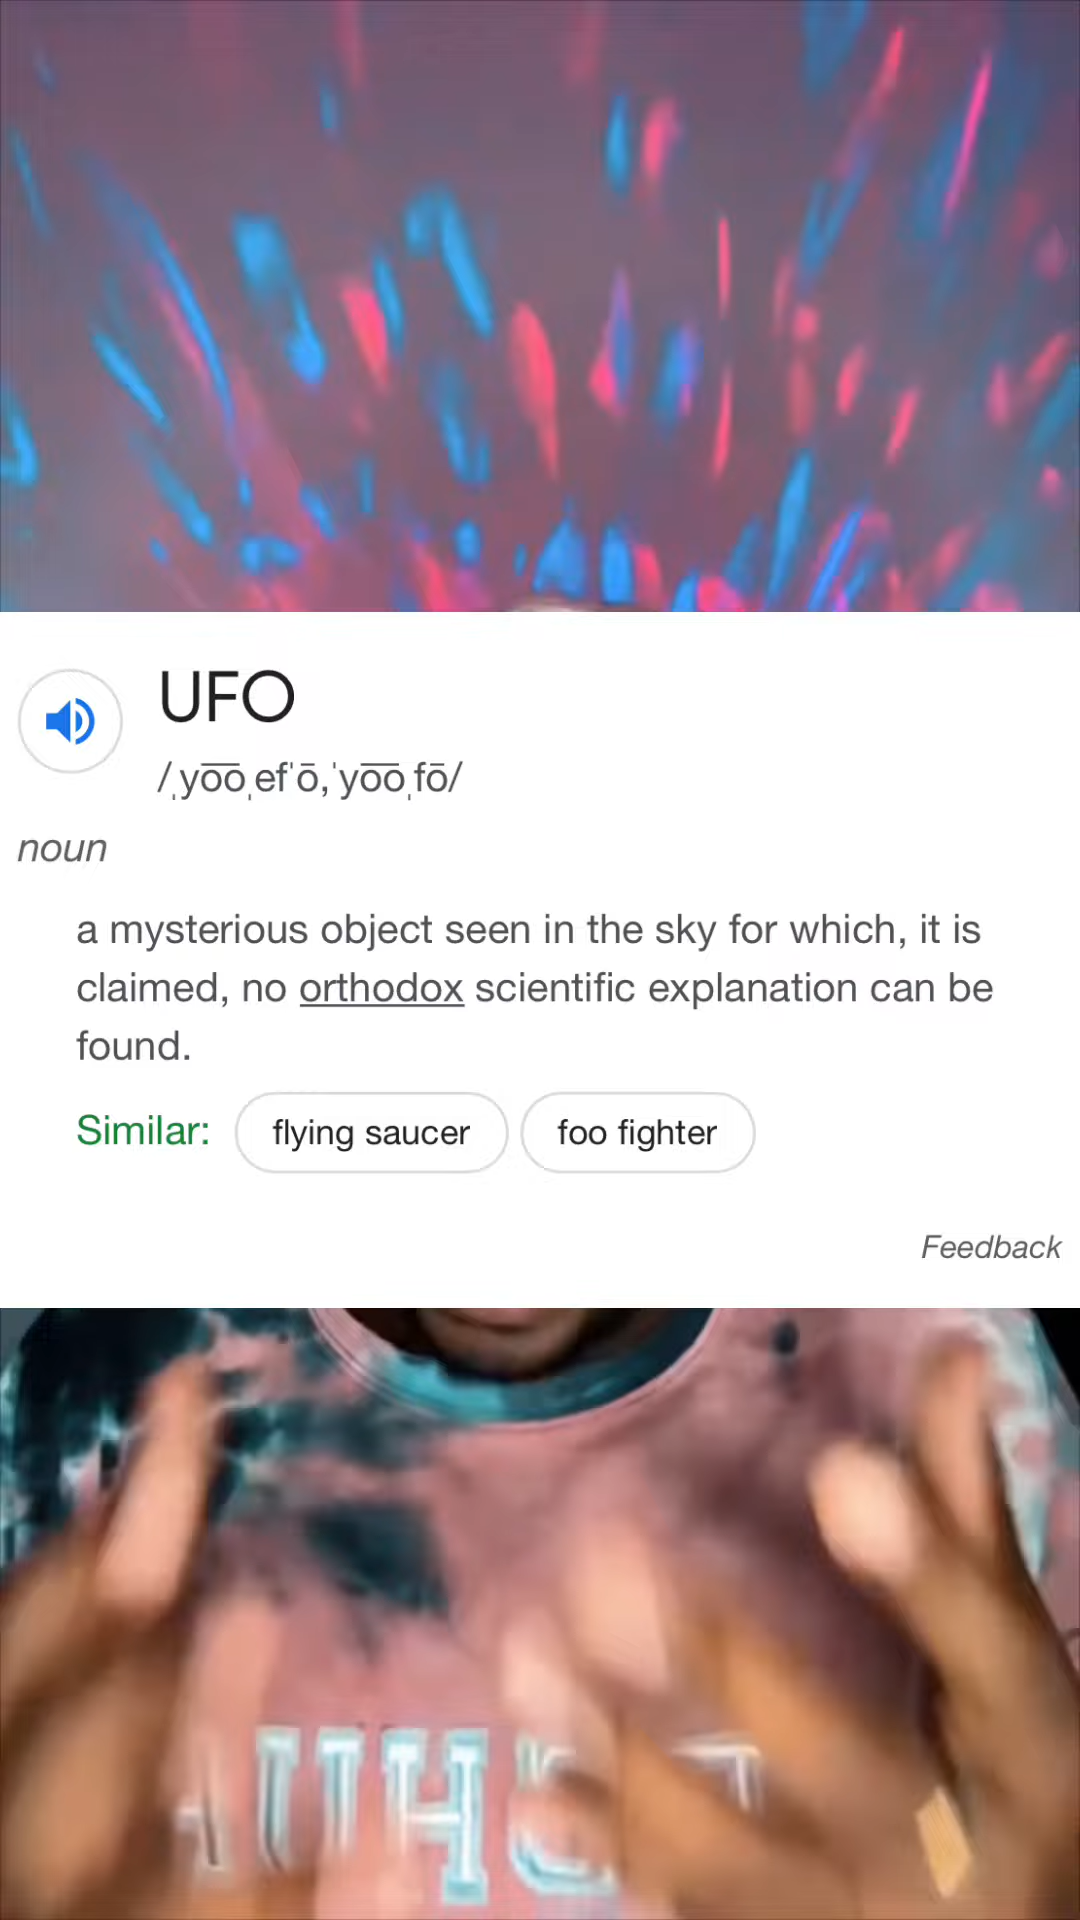 UFO
/ˌyo͞oˌefˈō,ˈyo͞oˌfō/
noun
a mysterious object seen in the sky for which, it is
claimed, no orthodox scientific explanation can be
found.
Similar: flying saucer foo fighter
Feedback